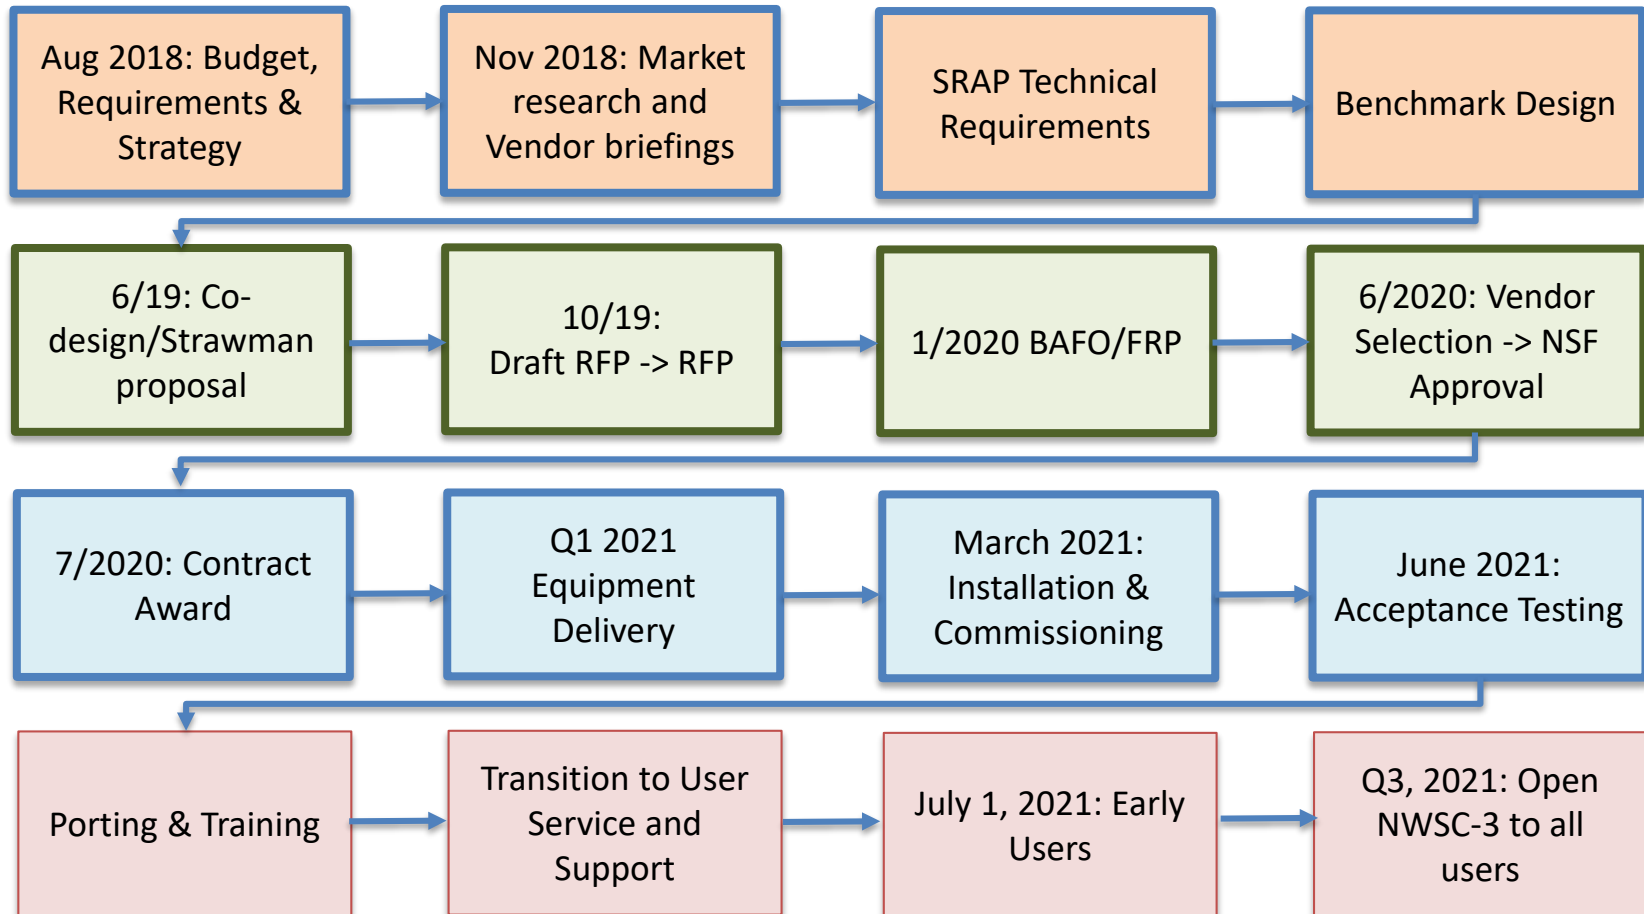 Aug 2018: Budget,
Requirements &
Strategy
Nov 2018: Market
research and
Vendor briefings
SRAP Technical
Requirements
Benchmark Design
6/19: Co-
design/Strawman
proposal
10/19:
Draft RFP -> RFP
1/2020 BAFO/FRP
6/2020: Vendor
Selection -> NSF
Approval
7/2020: Contract
Award
Q1 2021
Equipment
Delivery
March 2021:
Installation &
Commissioning
June 2021:
Acceptance Testing
Porting & Training
Transition to User
Service and
Support
July 1, 2021: Early
Users
Q3, 2021: Open
NWSC-3 to all
users